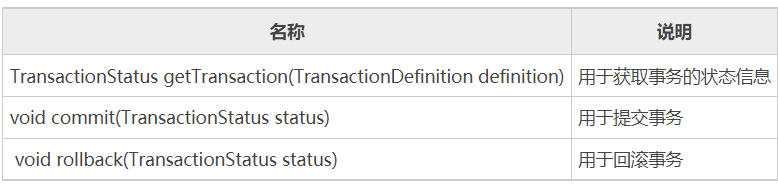 名称 说明
TransactionStatus getTransaction(TransactionDefinition definition) 用于获取事务的状态信息
void commit(TransactionStatus status) 用于提交事务
void rollback(TransactionStatus status) 用于回滚事务